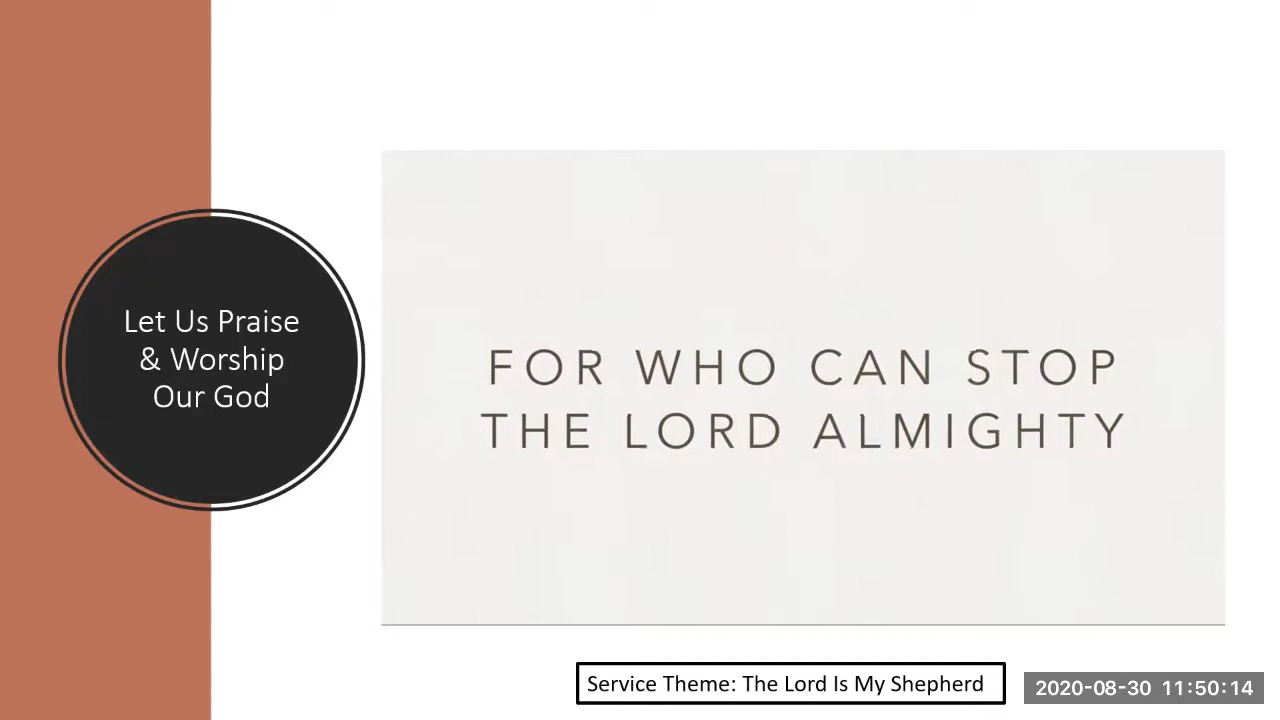 Let Us Praise
& Worship
Our God
FOR WHO CAN STOP
THE LORD ALMIGHTY
Service Theme: The Lord Is My Shepherd
2020-08-30 11:50:14